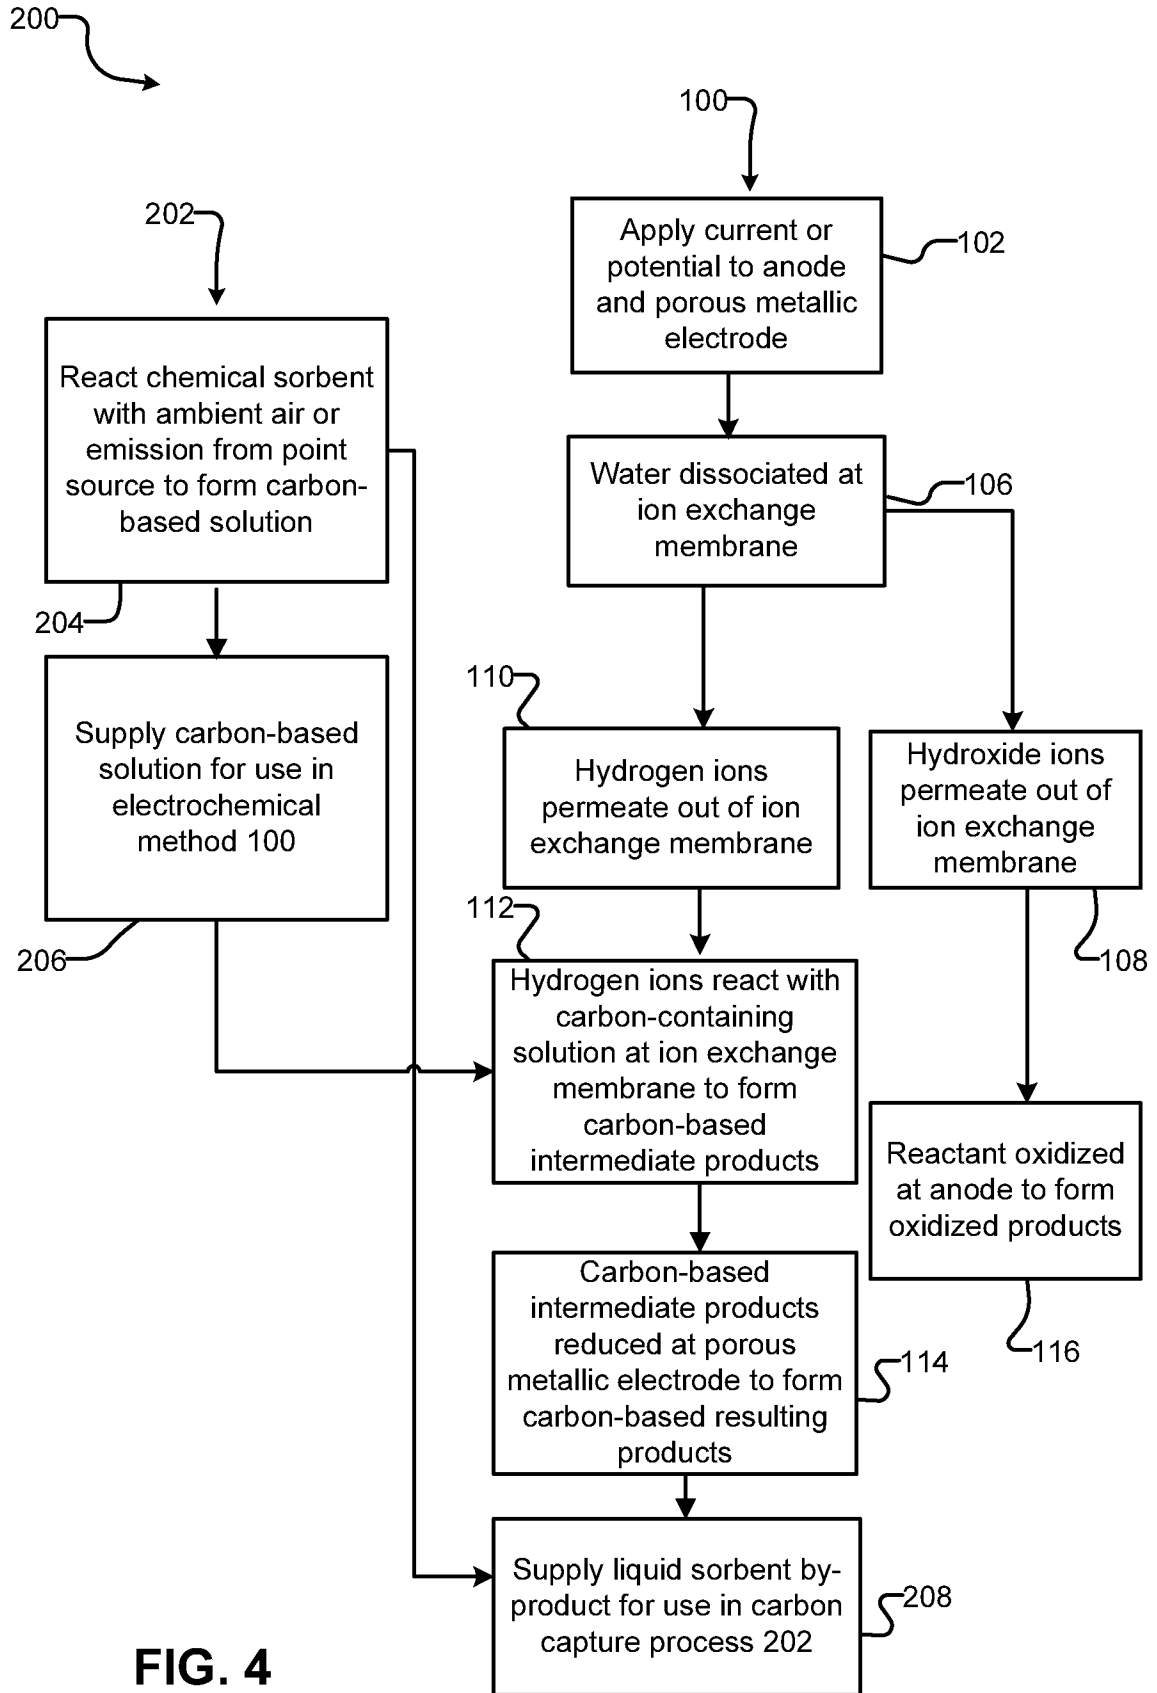 200
100
202
Apply current or
potential to anode
and porous metallic
electrode
102
React chemical sorbent
with ambient air or
emission from point
source to form carbon-
based solution
204
Water dissociated at
ion exchange
membrane
106
Supply carbon-based
solution for use in
electrochemical
method 100
206
110
Hydrogen ions
permeate out of ion
exchange membrane
Hydroxide ions
permeate out of
ion exchange
membrane
108
112
Hydrogen ions react with
carbon-containing
solution at ion exchange
membrane to form
carbon-based
intermediate products
Reactant oxidized
at anode to form
oxidized products
116
Carbon-based
intermediate products
reduced at porous
metallic electrode to form
carbon-based resulting
products
114
Supply liquid sorbent by-
product for use in carbon
capture process 202
208
FIG. 4